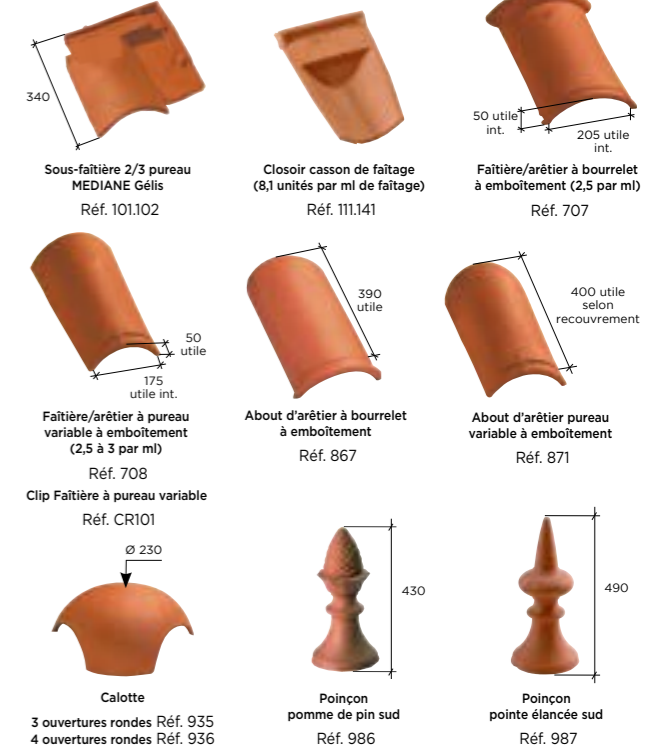 340
Sous-faîtière 2/3 pureau
MEDIANE Gélis
Réf. 101.102
Closoir casson de faîtage
(8,1 unités par ml de faîtage)
Réf. 111.141
50 utile
int.
205 utile
int.
Faîtière/arêtier à bourrelet
à emboîtement (2,5 par ml)
Réf. 707
50
utile
175
utile int.
Faîtière/arêtier à pureau
variable à emboîtement
(2,5 à 3 par ml)
Réf. 708
Clip Faîtière à pureau variable
Réf. CR101
390
utile
About d'arêtier à bourrelet
à emboîtement
Réf. 867
400 utile
selon
recouvrement
About d'arêtier pureau
variable à emboîtement
Réf. 871
Ø 230
Calotte
3 ouvertures rondes Réf. 935
4 ouvertures rondes Réf. 936
430
Poinçon
pomme de pin sud
Réf. 986
490
Poinçon
pointe élancée sud
Réf. 987